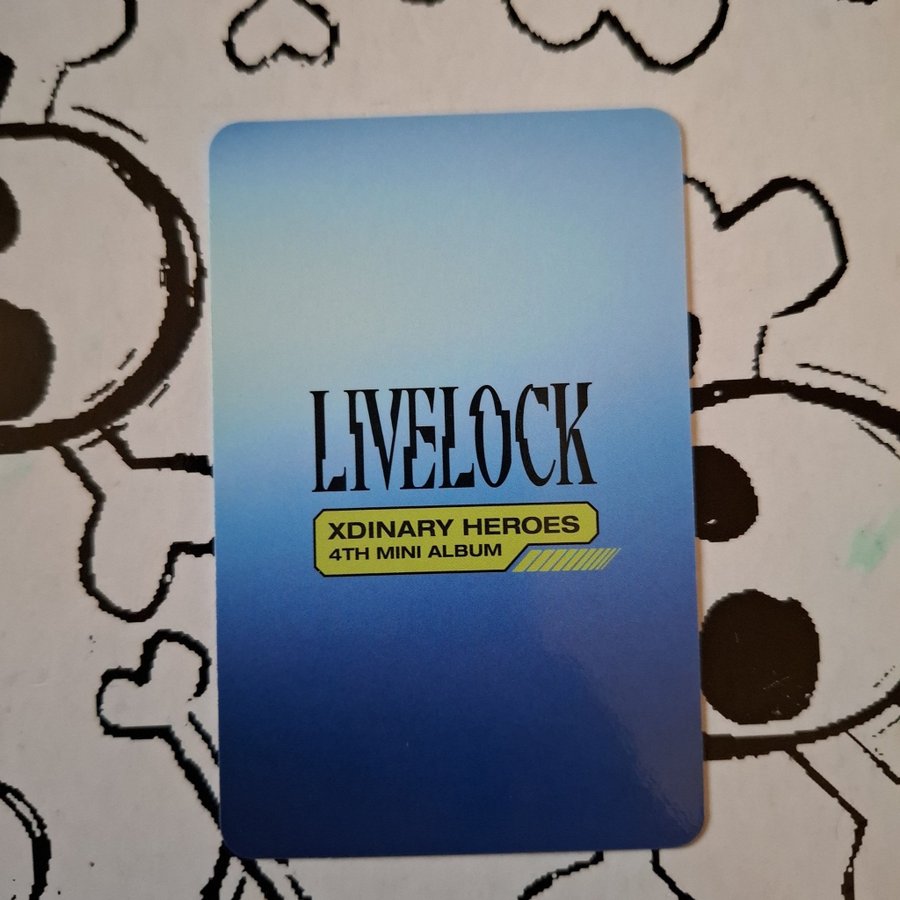 LIVELOCK
XDINARY HEROES
4TH MINI ALBUM